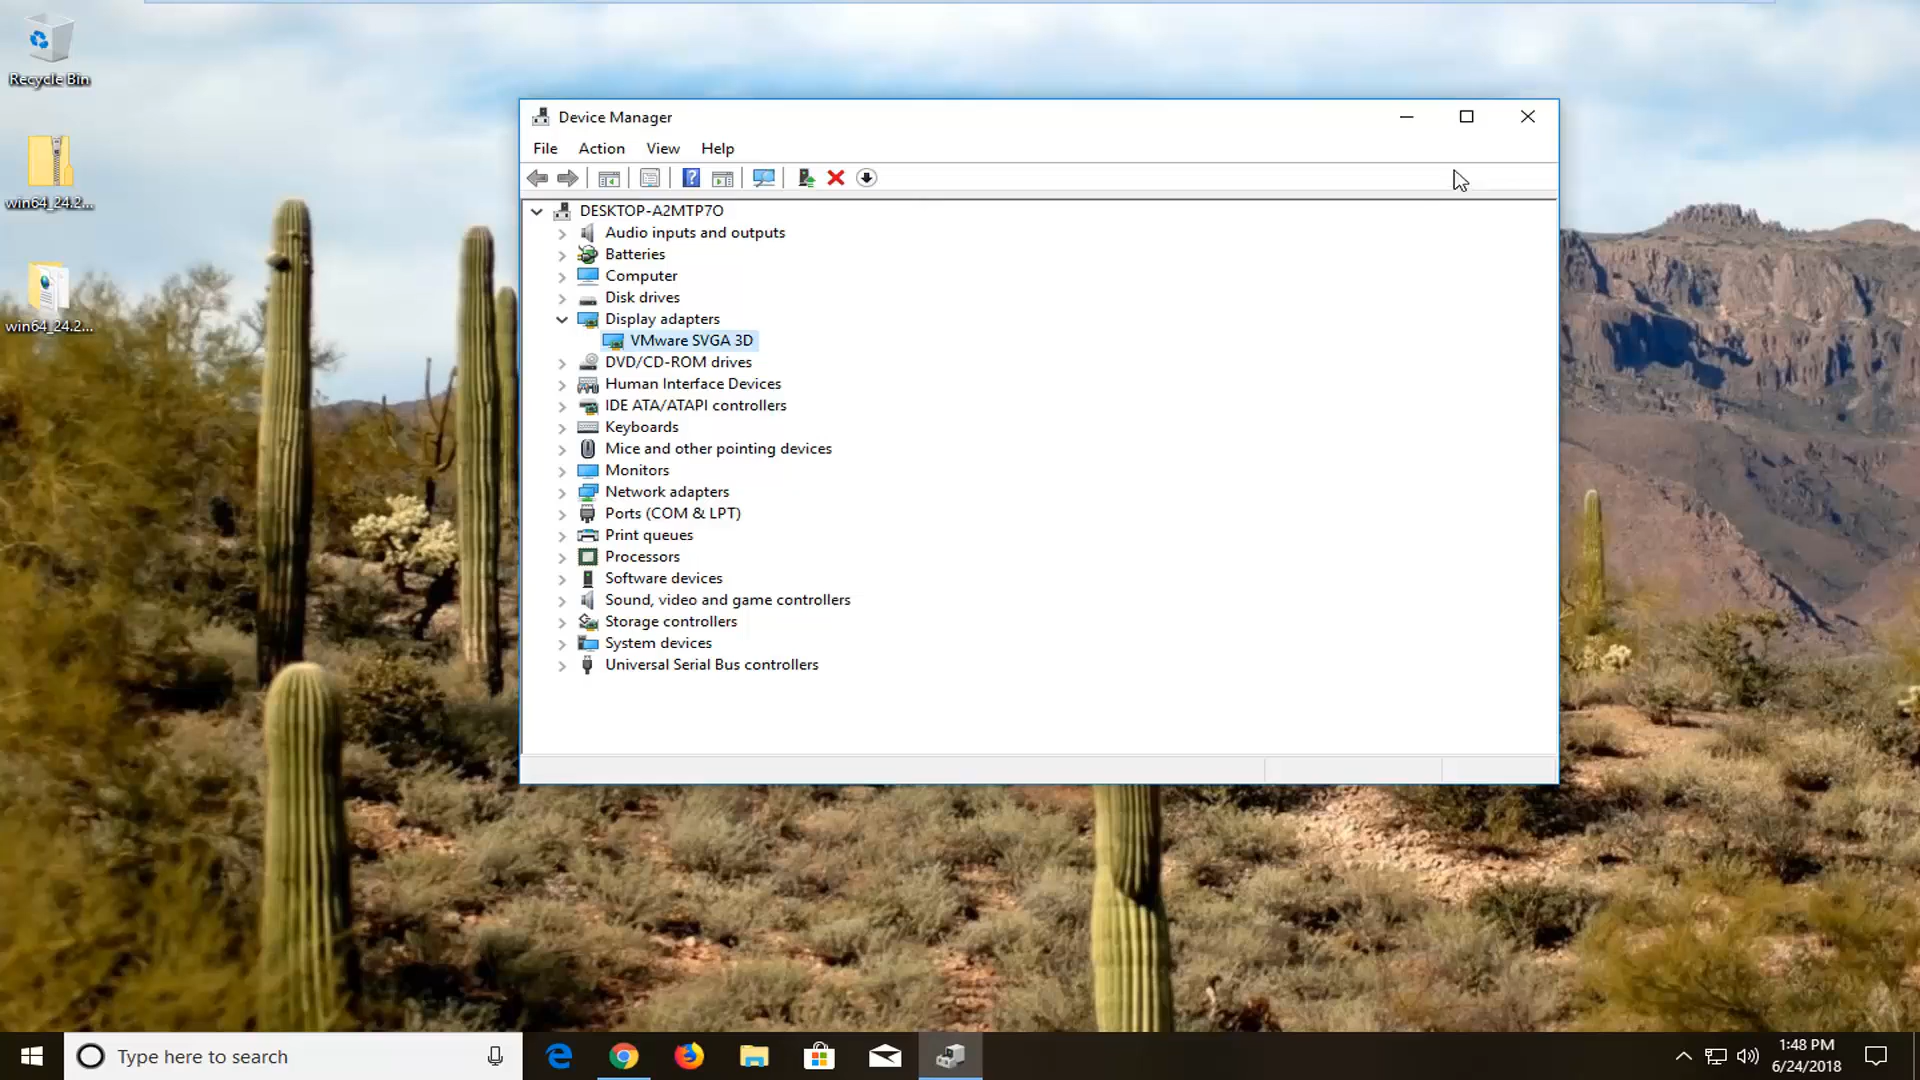 Recycle Bin
win64_24.2...
win64_24.2...
Device Manager
File Action View Help
DESKTOP-A2MTP7O
Audio inputs and outputs
Batteries
Computer
Disk drives
Display adapters
VMware SVGA 3D
DVD/CD-ROM drives
Human Interface Devices
IDE ATA/ATAPI controllers
Keyboards
Mice and other pointing devices
Monitors
Network adapters
Ports (COM & LPT)
Print queues
Processors
Software devices
Sound, video and game controllers
Storage controllers
System devices
Universal Serial Bus controllers
Type here to search
1:48 PM
6/24/2018